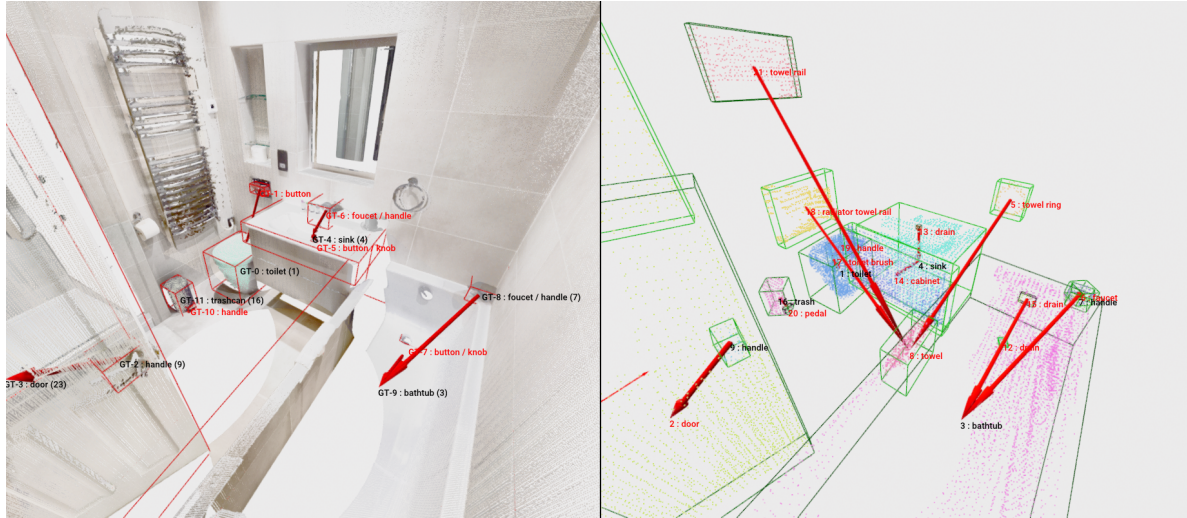 GT-1 : button
GT-6 : foucet / handle
GT-4 : sink (4)
GT-5 : button / knob
GT-0 : toilet (1)
GT-11 : trashcan (16)
GT-10 : handle
GT-8 : foucet / handle (7)
GT-7 : button / knob
GT-2 : handle (9)
GT-3 : door (23)
GT-9 : bathtub (3)
21 : towel rail
5 : towel ring
18 : radiator towel rail
13 : drain
19 : handle
17 : toilet brush
4 : sink
1 : toilet
14 : cabinet
16 : trash
20 : pedal
15 : drain
faucet
7 : handle
9 : handle
12 : drain
8 : towel
2 : door
3 : bathtub